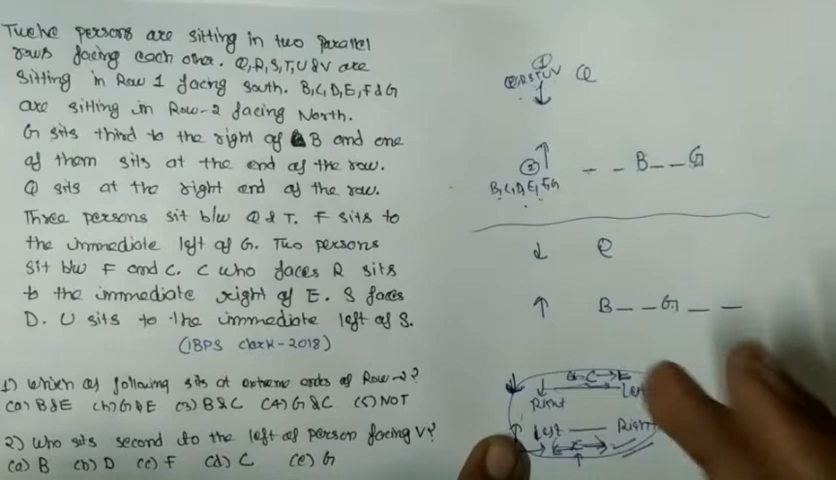 Twelve persons are sitting in two parallel
rows facing each other. Q,R,S,T,U&V are
sitting in Row 1 facing south. B,C,D,E,F&G
are sitting in Row-2 facing North.
G sits third to the right of B and one
of them sits at the end of the row.
Q sits at the right end of the row.
Three persons sit b/w Q & T. F sits to
the immediate left of G. Two persons
sit b/w F and C. C who faces R sits
to the immediate right of E. S faces
D. U sits to the immediate left of S.
(IBPS clerk-2018)
1) Which of following sits at extreme ends of Row-2?
(a) B&E (b) G&E (3) B&C (4) G&C (5) NOT
2) Who sits second to the left of person facing V?
(a) B (b) D (c) F (d) C (e) G
① Q
Q,R,S,T,U,V
↓
↑
② _ _ B _ _ G
B,C,D,E,F,G
↓ Q
↑ B _ _ G _ _
C → E
Right
Left — Right